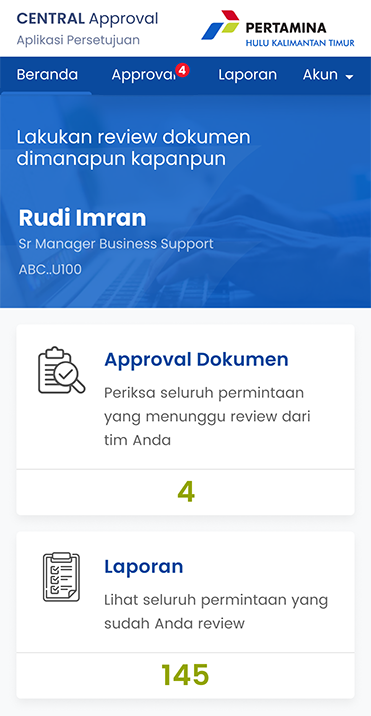 CENTRAL Approval
Aplikasi Persetujuan
PERTAMINA
HULU KALIMANTAN TIMUR
Beranda Approval 4 Laporan Akun
Lakukan review dokumen
dimanapun kapanpun
Rudi Imran
Sr Manager Business Support
ABC..U100
Approval Dokumen
Periksa seluruh permintaan
yang menunggu review dari
tim Anda
4
Laporan
Lihat seluruh permintaan yang
sudah Anda review
145